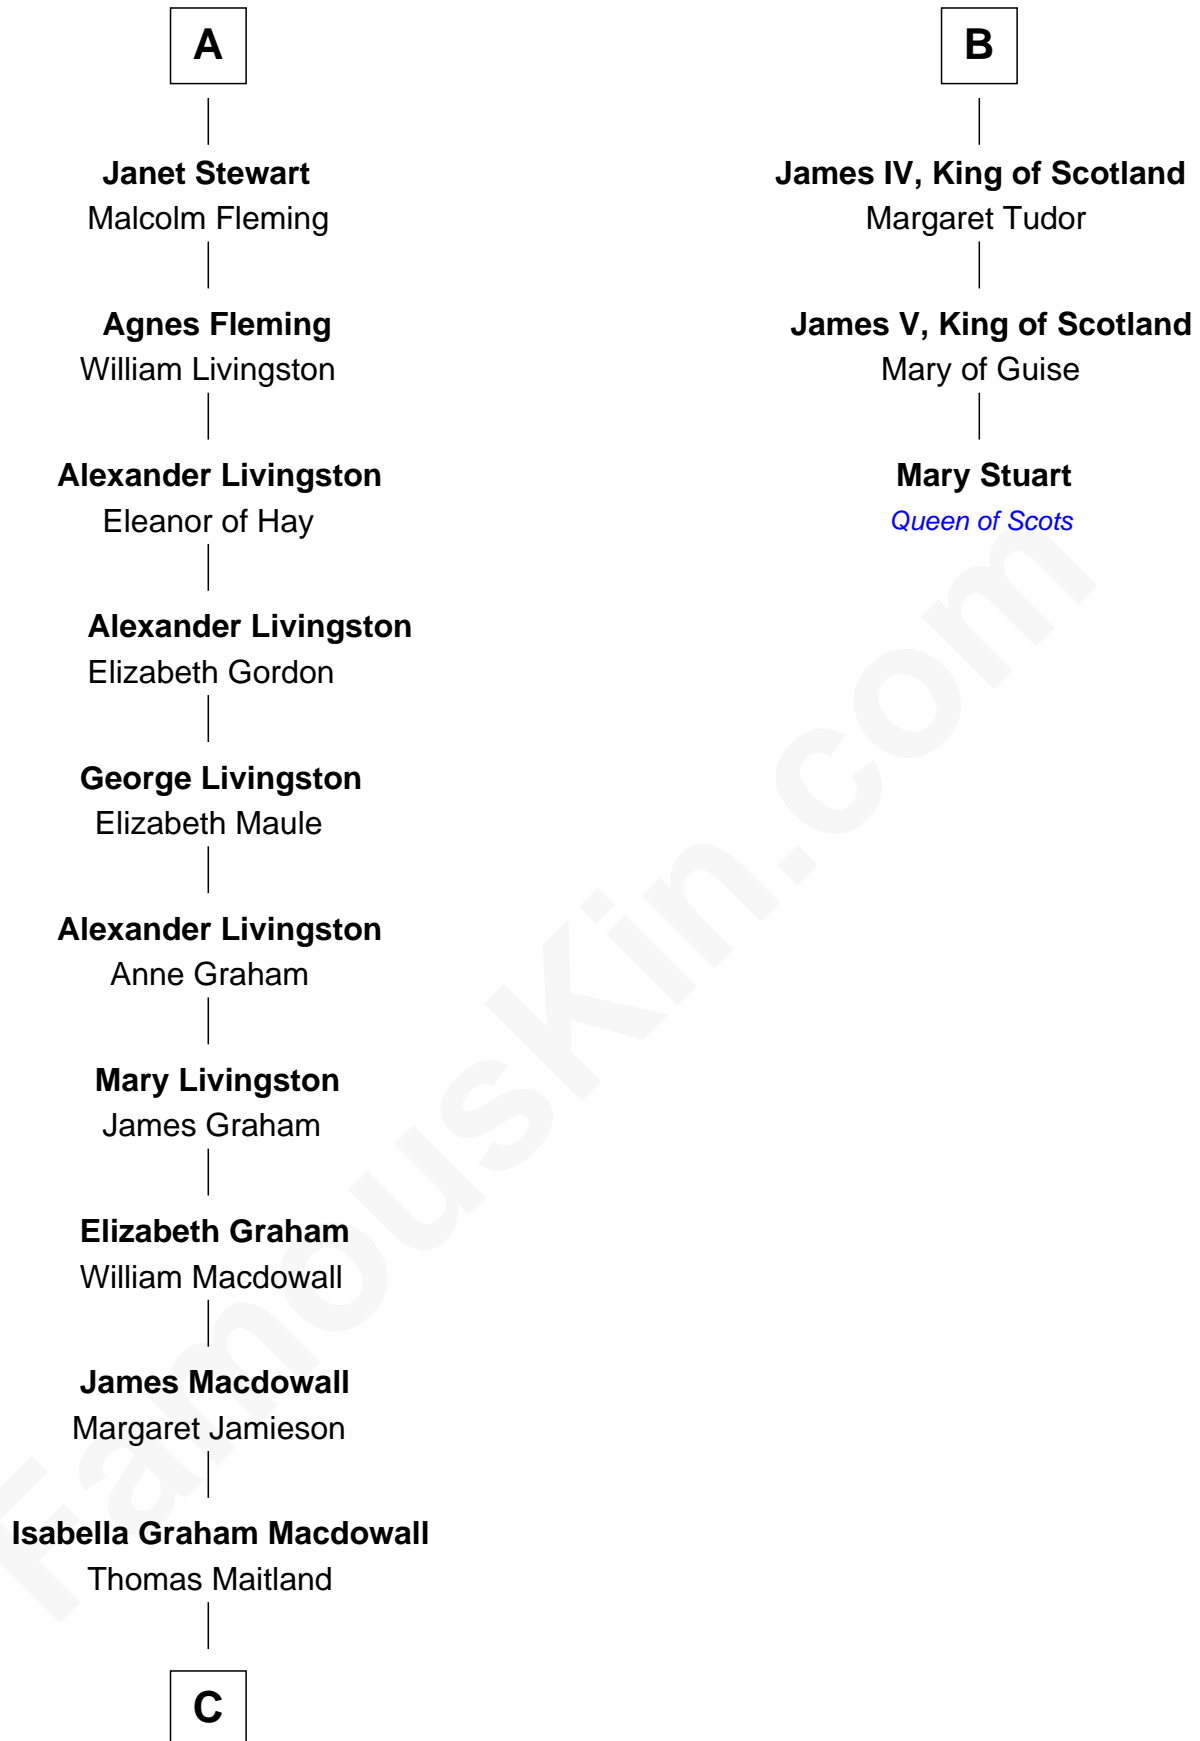 A
Janet Stewart
Malcolm Fleming
Agnes Fleming
William Livingston
Alexander Livingston
Eleanor of Hay
Alexander Livingston
Elizabeth Gordon
George Livingston
Elizabeth Maule
Alexander Livingston
Anne Graham
Mary Livingston
James Graham
Elizabeth Graham
William Macdowall
James Macdowall
Margaret Jamieson
Isabella Graham Macdowall
Thomas Maitland
C
B
James IV, King of Scotland
Margaret Tudor
James V, King of Scotland
Mary of Guise
Mary Stuart
Queen of Scots
FamousKin.com